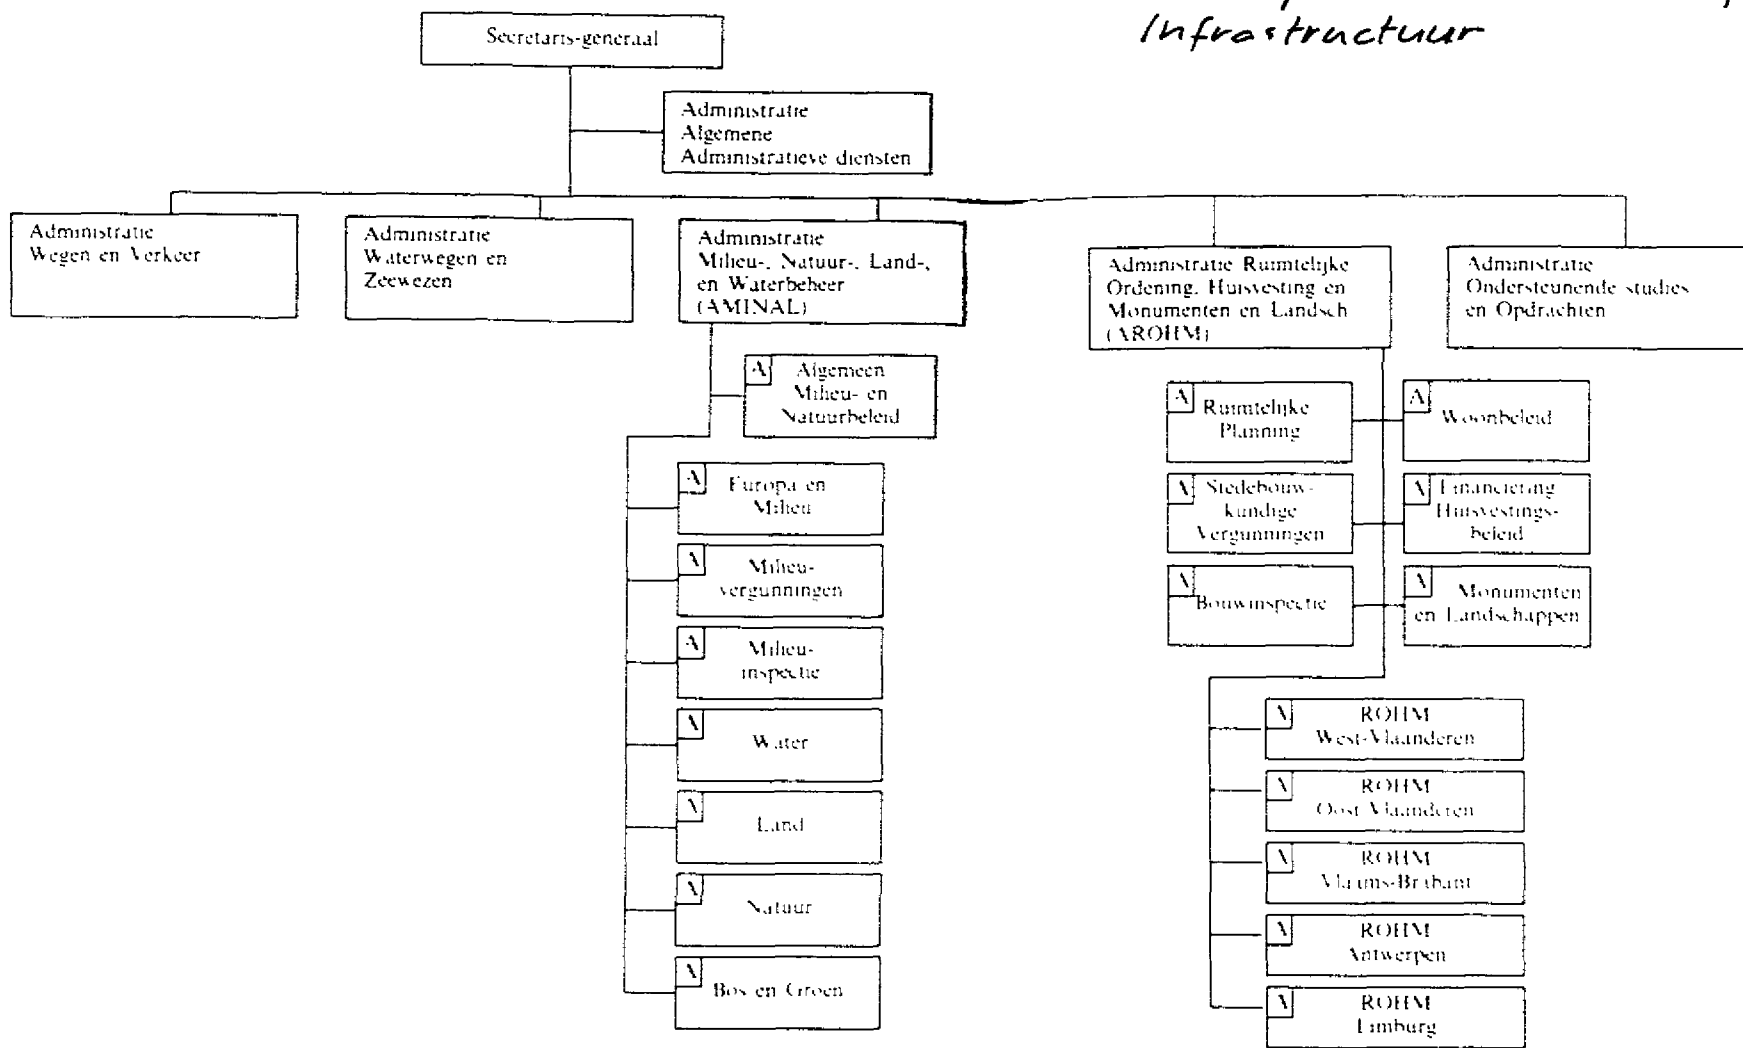 Infrastructuur
Secretaris-generaal
Administratie
Algemene
Administratieve diensten
Administratie
Wegen en Verkeer
Administratie
Waterwegen en
Zeewezen
Administratie
Milieu-, Natuur-, Land-,
en Waterbeheer
(AMINAL)
Administratie Ruimtelijke
Ordening, Huisvesting en
Monumenten en Landsch
(AROHM)
Administratie
Ondersteunende studies
en Opdrachten
A
Algemeen
Milieu- en
Natuurbeleid
A
Europa en
Milieu
A
Milieu-
vergunningen
A
Milieu-
inspectie
A
Water
A
Land
A
Natuur
A
Bos en Groen
A
Ruimtelijke
Planning
A
Woonbeleid
A
Stedebouw-
kundige
Vergunningen
A
Financiering
Huisvestings-
beleid
A
Bouwinspectie
A
Monumenten
en Landschappen
A
ROHM
West-Vlaanderen
A
ROHM
Oost-Vlaanderen
A
ROHM
Vlaams-Brabant
A
ROHM
Antwerpen
A
ROHM
Limburg